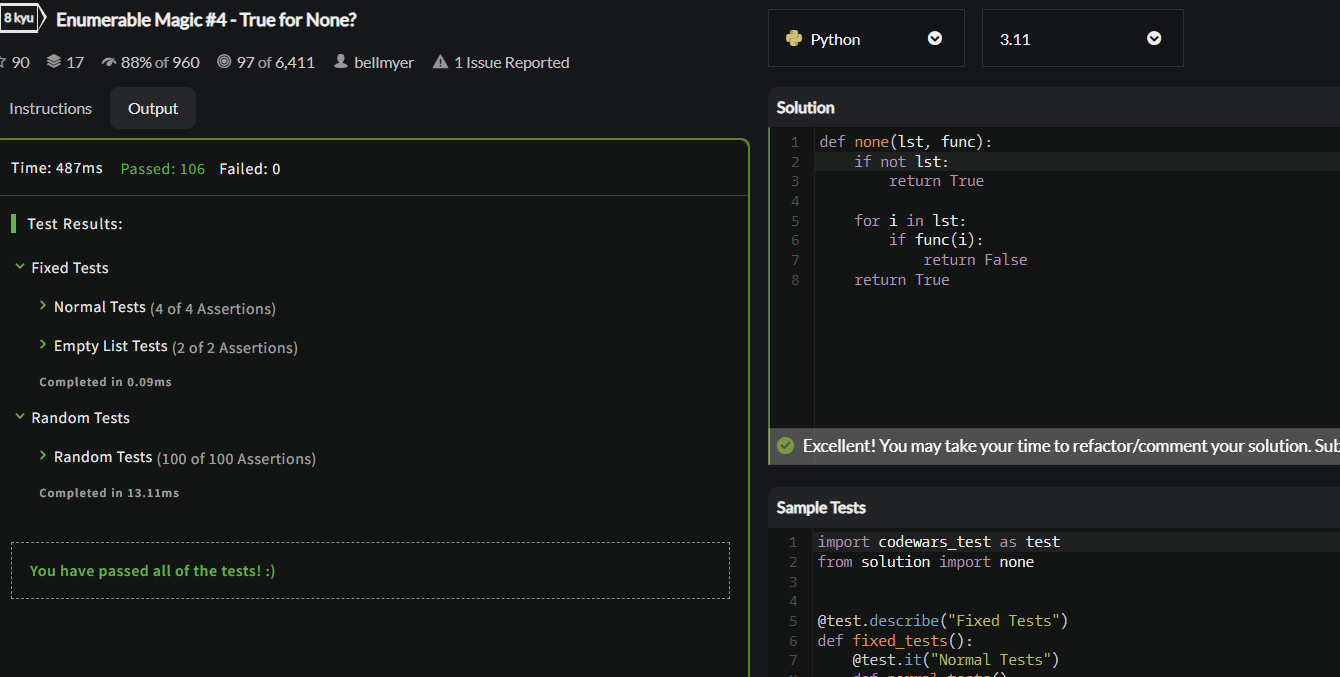 8 kyu Enumerable Magic #4 - True for None?
90 17 88% of 960 97 of 6,411 bellmyer 1 Issue Reported
Instructions Output
Time: 487ms Passed: 106 Failed: 0
Test Results:
Fixed Tests
Normal Tests (4 of 4 Assertions)
Empty List Tests (2 of 2 Assertions)
Completed in 0.09ms
Random Tests
Random Tests (100 of 100 Assertions)
Completed in 13.11ms
You have passed all of the tests! :)
Python 3.11
Solution
1 def none(lst, func):
2 if not lst:
3 return True
4
5 for i in lst:
6 if func(i):
7 return False
8 return True
Excellent! You may take your time to refactor/comment your solution. Sub
Sample Tests
1 import codewars_test as test
2 from solution import none
3
4
5 @test.describe("Fixed Tests")
6 def fixed_tests():
7 @test.it("Normal Tests")